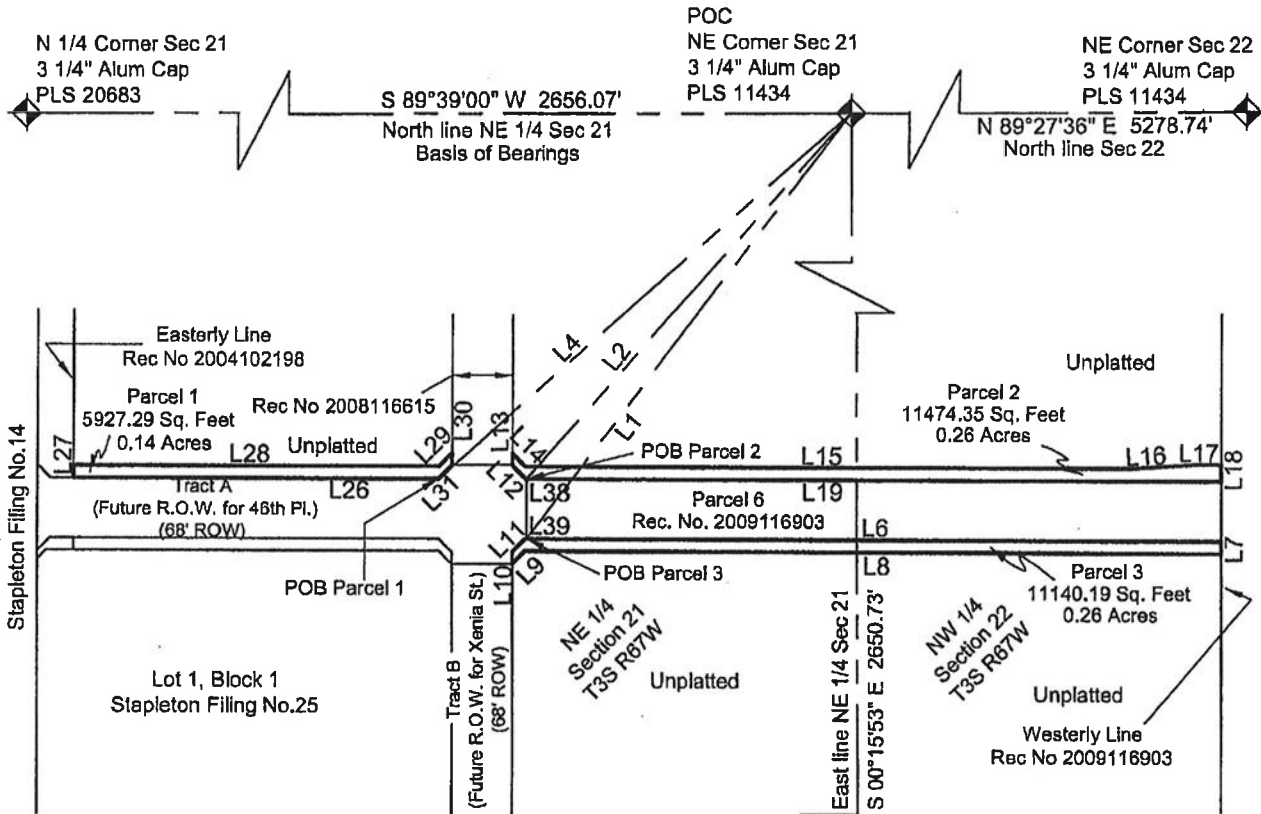 N 1/4 Corner Sec 21
3 1/4" Alum Cap
PLS 20683
S 89°39'00" W 2656.07'
North line NE 1/4 Sec 21
Basis of Bearings
POC
NE Corner Sec 21
3 1/4" Alum Cap
PLS 11434
NE Corner Sec 22
3 1/4" Alum Cap
PLS 11434
N 89°27'36" E 5278.74'
North line Sec 22
Easterly Line
Rec No 2004102198
Parcel 1
5927.29 Sq. Feet
0.14 Acres
Rec No 2008116615
Unplatted
L27
L28
L29
L30
L13
L14
L4
L2
L1
Unplatted
Parcel 2
11474.35 Sq. Feet
0.26 Acres
POB Parcel 2
L15
L16
L17
L18
L26
L31
L12
L38
L19
Tract A
(Future R.O.W. for 46th Pl.)
(68' ROW)
Parcel 6
Rec. No. 2009116903
L11
L39
L6
L7
L10
L9
L8
POB Parcel 1
POB Parcel 3
Parcel 3
11140.19 Sq. Feet
0.26 Acres
Stapleton Filing No.14
Lot 1, Block 1
Stapleton Filing No.25
Tract B
(Future R.O.W. for Xenia St.)
(68' ROW)
NE 1/4
Section 21
T3S R67W
Unplatted
East line NE 1/4 Sec 21
S 00°15'53" E 2650.73'
NW 1/4
Section 22
T3S R67W
Unplatted
Westerly Line
Rec No 2009116903